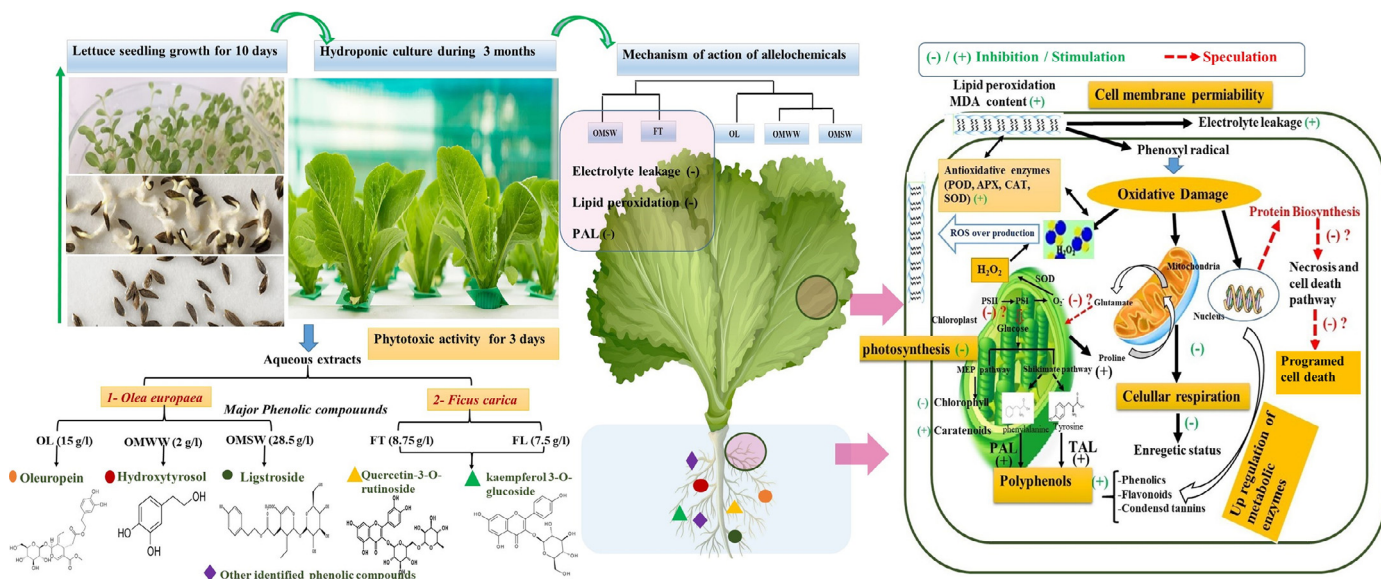 Lettuce seedling growth for 10 days
Hydroponic culture during 3 months
Mechanism of action of allelochemicals
OMSW
FT
OL
OMWW
OMSW
Electrolyte leakage (-)
Lipid peroxidation (-)
PAL (-)
Phytotoxic activity for 3 days
Aqueous extracts
1- Olea europaea
2- Ficus carica
Major Phenolic compouunds
OL (15 g/l)
OMWW (2 g/l)
OMSW (28.5 g/l)
FT (8.75 g/l)
FL (7.5 g/l)
Oleuropein
Hydroxytyrosol
Ligstroside
Quercetin-3-O-
rutinoside
kaempferol3-O-
glucoside
Other identified phenolic compounds
(-) / (+) Inhibition / Stimulation
Speculation
Lipid peroxidation
MDA content (+)
Cell membrane permiability
Electrolyte leakage (+)
Phenoxyl radical
Antioxidative enzymes
(POD, APX, CAT,
SOD) (+)
Oxidative Damage
ROS over production
H₂O₂
H₂O₂
SOD
Protein Biosynthesis
(-) ?
Necrosis and
cell death
pathway
(-) ?
Programed
cell death
Mitochondria
Nucleus
Glutamate
PSII
PSI
O₂
(-) ?
(-) ?
Chloroplast
Glucose
photosynthesis (-)
Proline
(+)
MEP pathway
Shikimate pathway
(-) Chlorophyll
(+) Caratenoids
phenylalanine
Tyrosine
PAL
(+)
TAL
(+)
Polyphenols
(+)
-Phenolics
-Flavonoids
-Condensd tannins
(-)
Celullar respiration
(-)
Enregetic status
Up regulation of
metabolic
enzymes